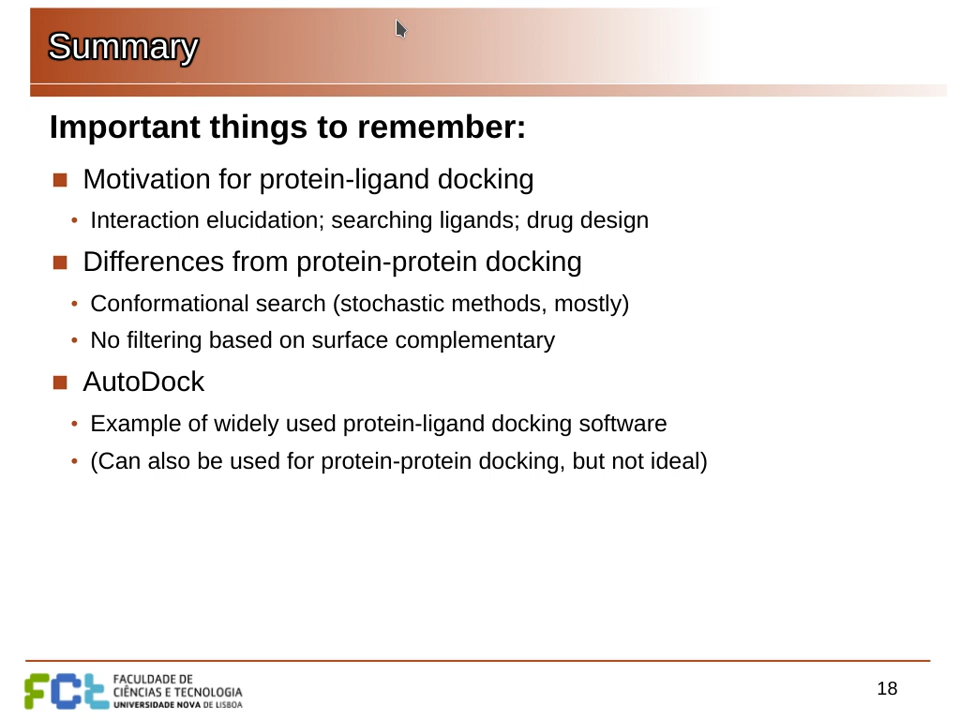 Summary
Important things to remember:
Motivation for protein-ligand docking
• Interaction elucidation; searching ligands; drug design
Differences from protein-protein docking
• Conformational search (stochastic methods, mostly)
• No filtering based on surface complementary
AutoDock
• Example of widely used protein-ligand docking software
• (Can also be used for protein-protein docking, but not ideal)
FCt
FACULDADE DE
CIÊNCIAS E TECNOLOGIA
UNIVERSIDADE NOVA DE LISBOA
18